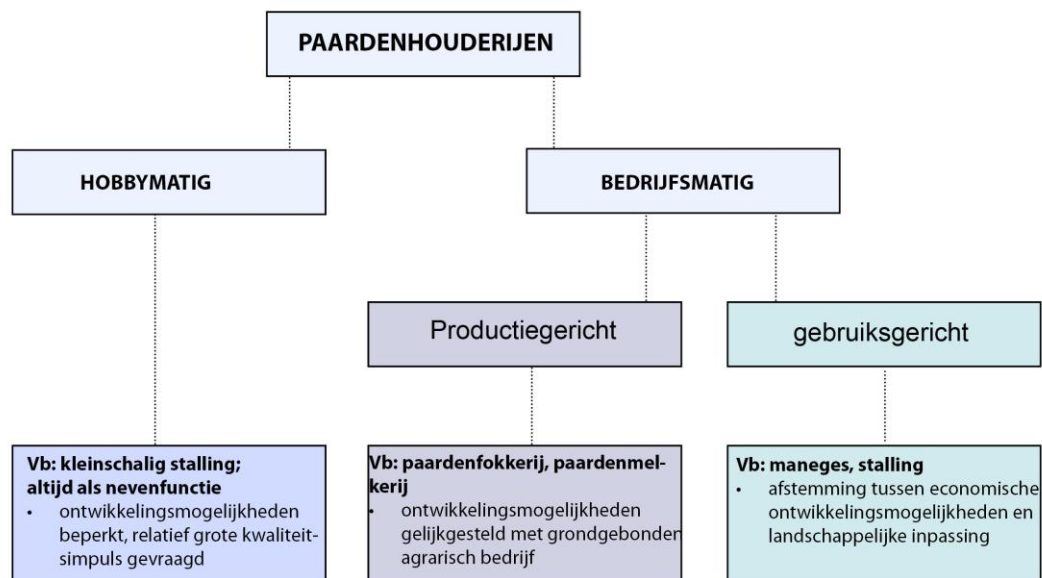 PAARDENHOUDERIJEN
HOBBYMATIG
BEDRIJFSMATIG
Productiegericht
gebruiksgericht
Vb: kleinschalig stalling;
altijd als nevenfunctie
• ontwikkelingsmogelijkheden
beperkt, relatief grote kwaliteit-
simpuls gevraagd
Vb: paardenfokkerij, paardenmel-
kerij
• ontwikkelingsmogelijkheden
gelijkgesteld met grondgebonden
agrarisch bedrijf
Vb: maneges, stalling
• afstemming tussen economische
ontwikkelingsmogelijkheden en
landschappelijke inpassing